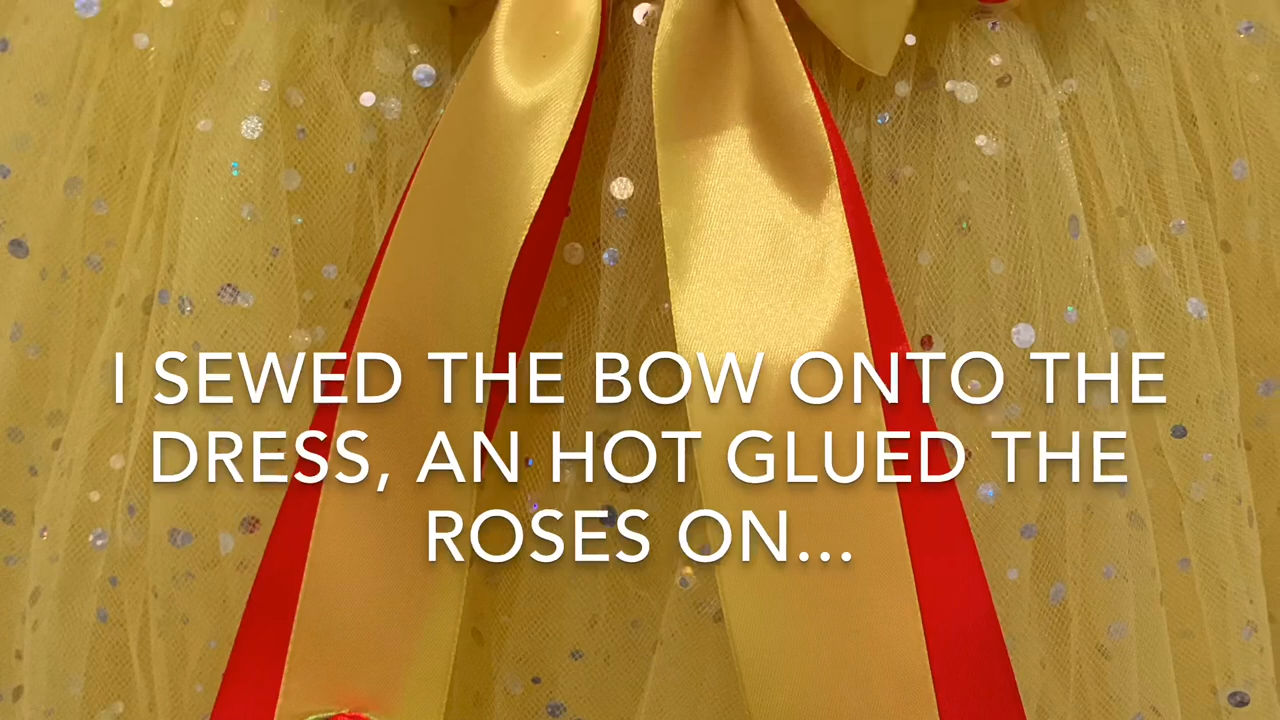 I SEWED THE BOW ONTO THE
DRESS, AN HOT GLUED THE
ROSES ON...